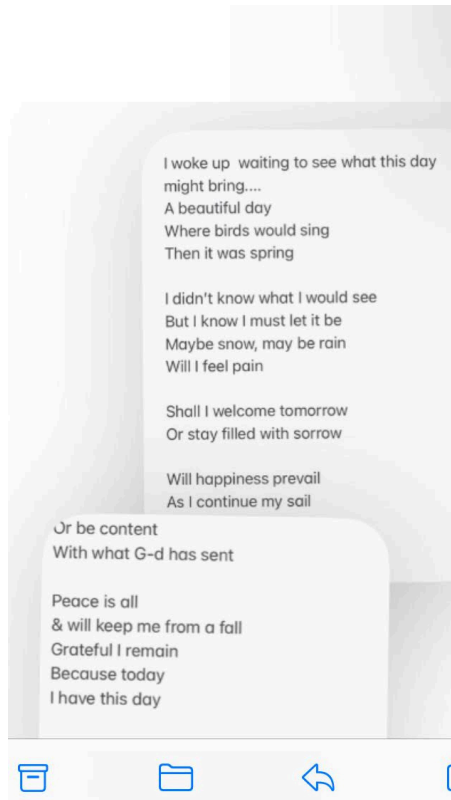 I woke up  waiting to see what this day
might bring....
A beautiful day
Where birds would sing
Then it was spring

I didn't know what I would see
But I know I must let it be
Maybe snow, may be rain
Will I feel pain

Shall I welcome tomorrow
Or stay filled with sorrow

Will happiness prevail
As I continue my sail
Or be content
With what G-d has sent

Peace is all
& will keep me from a fall
Grateful I remain
Because today
I have this day